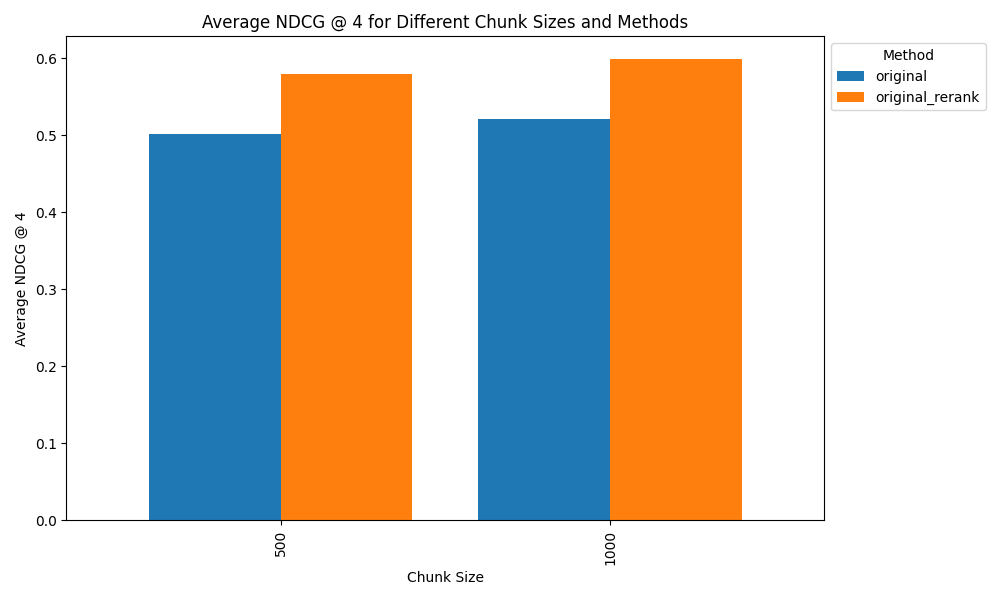 Average NDCG @ 4 for Different Chunk Sizes and Methods
Method
original
original_rerank
Average NDCG @ 4
0.6
0.5
0.4
0.3
0.2
0.1
0.0
500
1000
Chunk Size